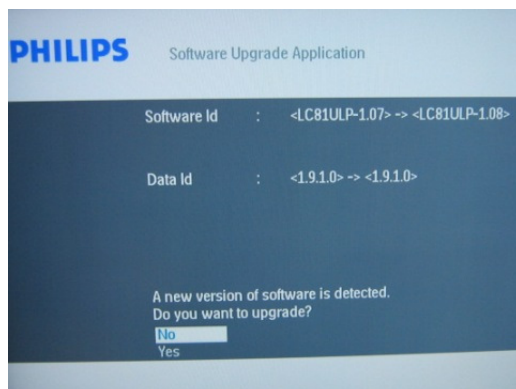 PHILIPS Software Upgrade Application
Software Id : <LC81ULP-1.07> -> <LC81ULP-1.08>
Data Id : <1.9.1.0> -> <1.9.1.0>
A new version of software is detected.
Do you want to upgrade?
No
Yes